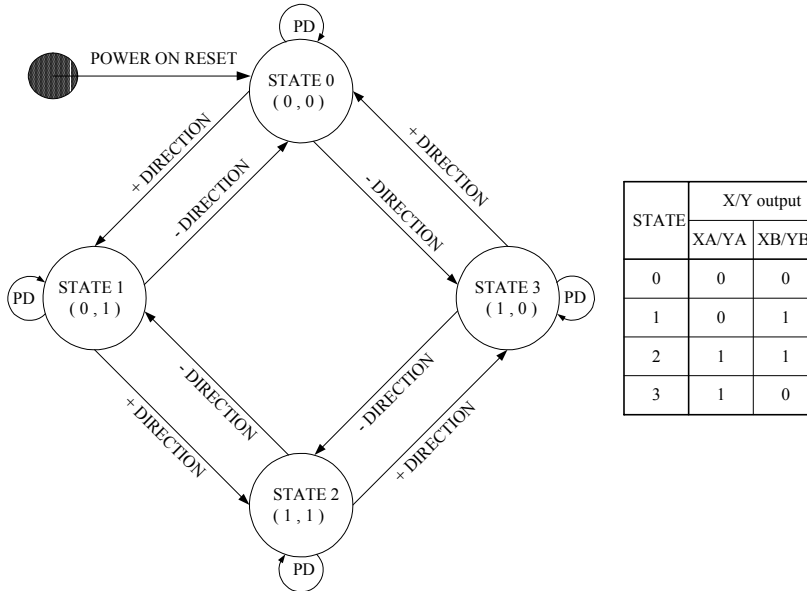 PD
POWER ON RESET
STATE 0
( 0 , 0 )
+ DIRECTION
- DIRECTION
- DIRECTION
+ DIRECTION
PD
STATE 1
( 0 , 1 )
STATE 3
( 1 , 0 )
PD
+ DIRECTION
- DIRECTION
- DIRECTION
+ DIRECTION
STATE 2
( 1 , 1 )
PD
STATE X/Y output
XA/YA XB/YB
0 0 0
1 0 1
2 1 1
3 1 0